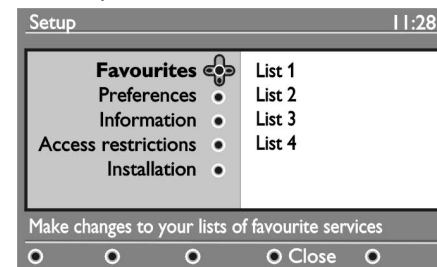 Setup 11:28
Favourites List 1
Preferences List 2
Information List 3
Access restrictions List 4
Installation
Make changes to your lists of favourite services
Close